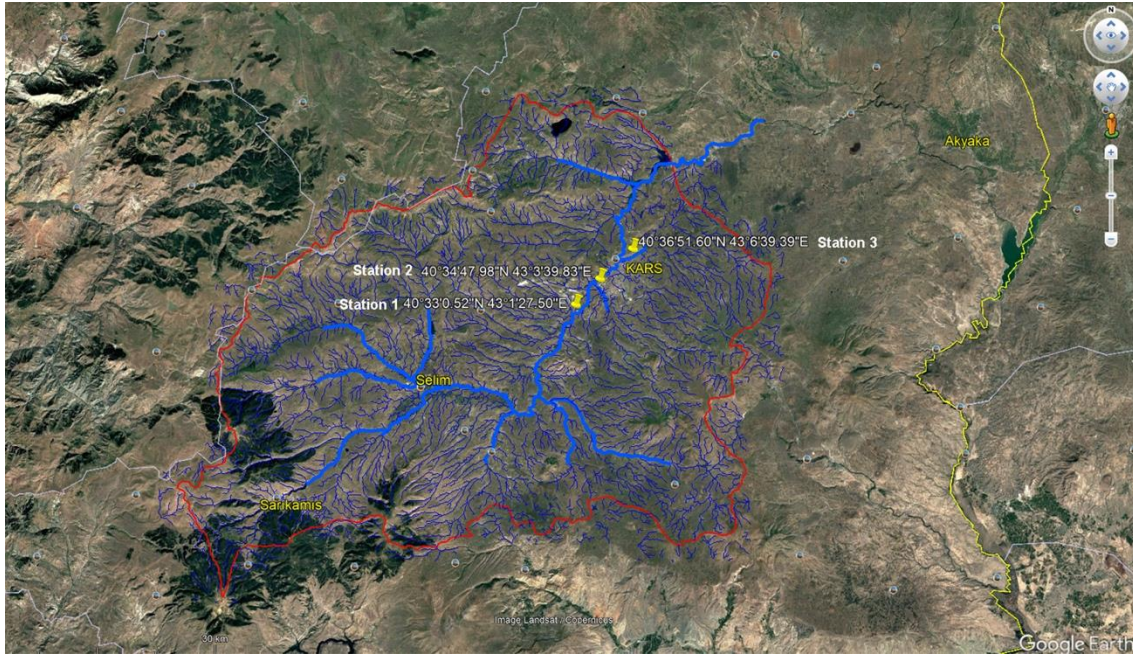 N
Akyaka
40°36'51.60"N 43°6'39.39"E Station 3
Station 2 40°34'47.98"N 43°3'39.83"E
KARS
Station 1 40°33'0.52"N 43°1'27.50"E
Selim
Sarıkamış
Image Landsat / Copernicus
30 km
Google Earth